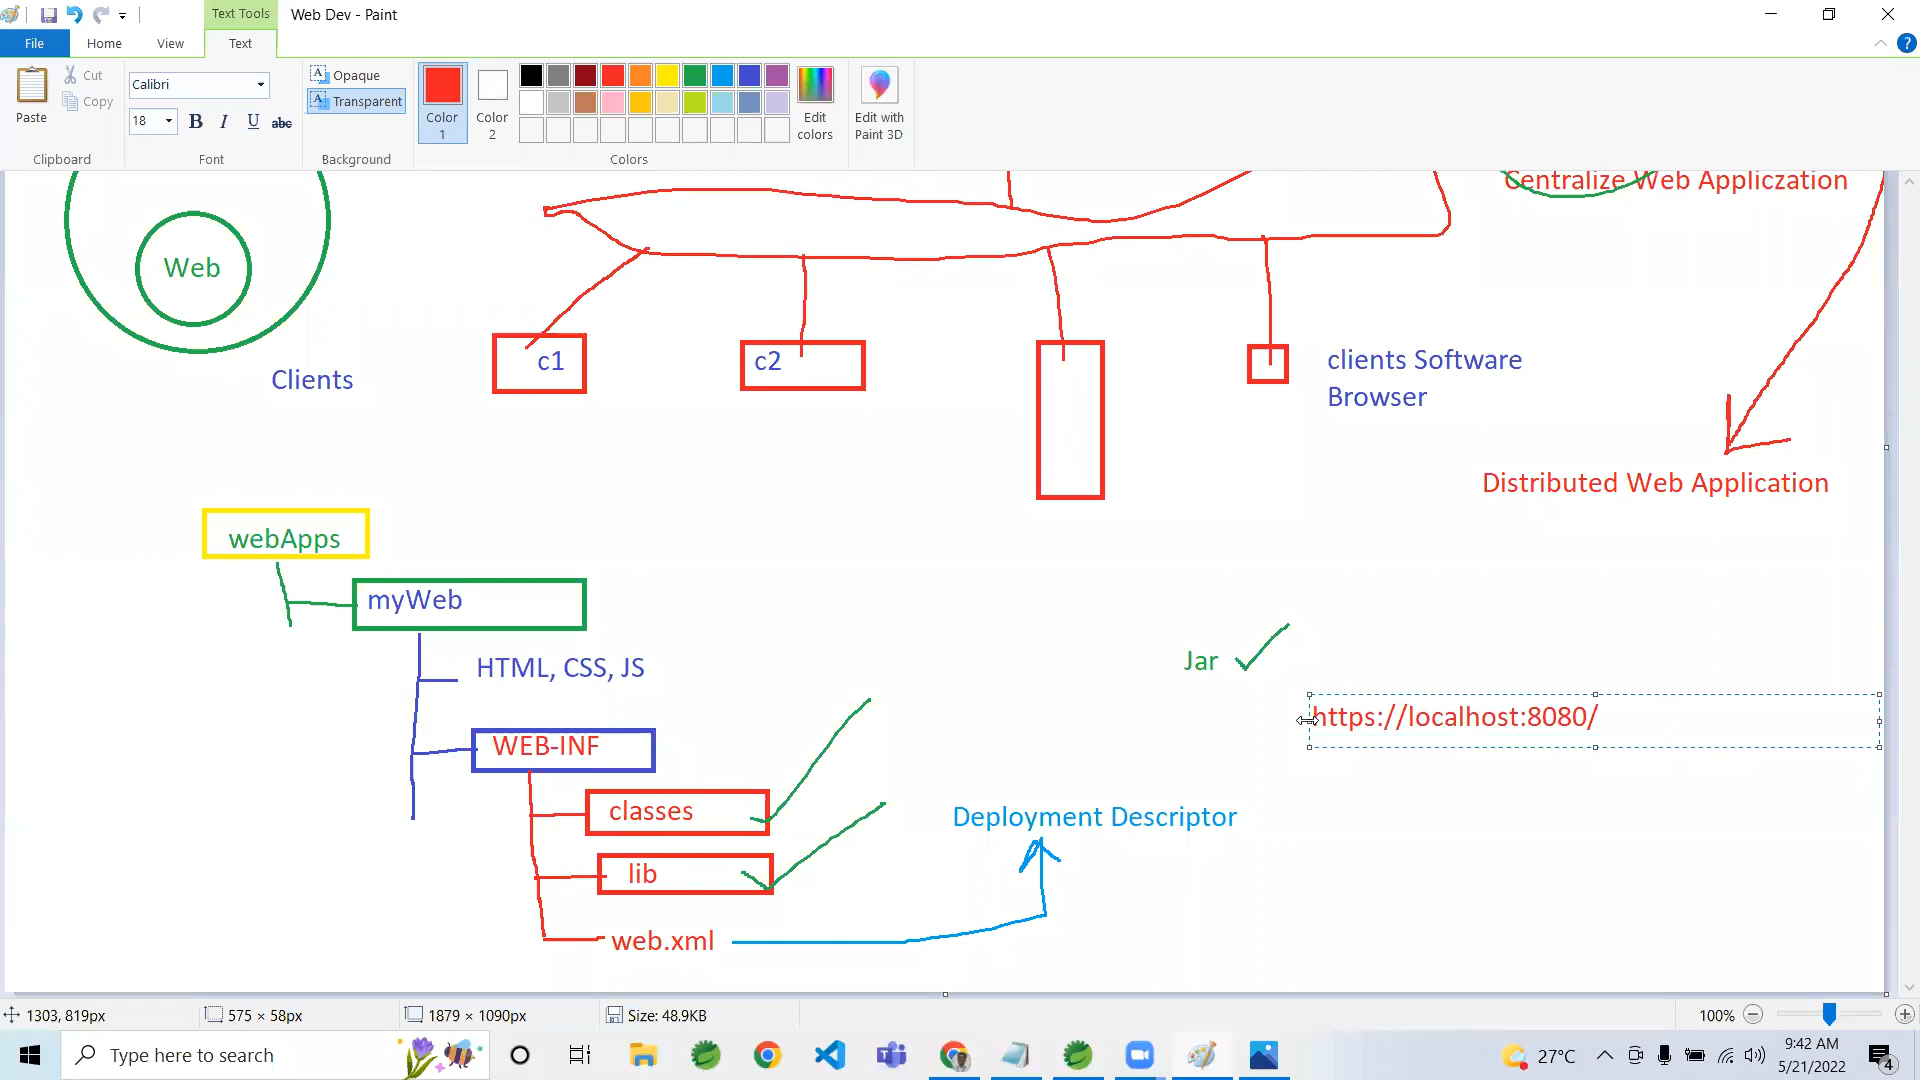 Text Tools
Web Dev - Paint
File
Home
View
Text
?
Paste
Cut
Copy
Clipboard
Calibri
18
B I U abc
Font
Opaque
Transparent
Background
Color 1
Color 2
Edit colors
Colors
Edit with Paint 3D
Centralize Web Appliczation
Web
Clients
c1
c2
clients Software
Browser
Distributed Web Application
webApps
myWeb
HTML, CSS, JS
Jar
https://localhost:8080/
WEB-INF
classes
Deployment Descriptor
lib
web.xml
1303, 819px
575 × 58px
1879 × 1090px
Size: 48.9KB
100%
Type here to search
27°C
9:42 AM
5/21/2022
4